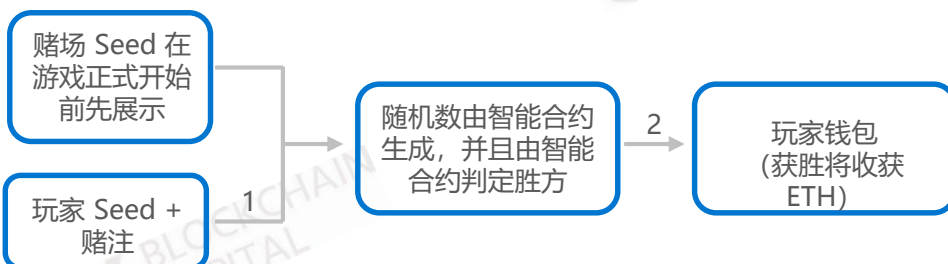 赌场 Seed 在
游戏正式开始
前先展示
玩家 Seed +
赌注
1
随机数由智能合约
生成，并且由智能
合约判定胜方
2
玩家钱包
（获胜将收获
ETH）
BLOCKCHAIN